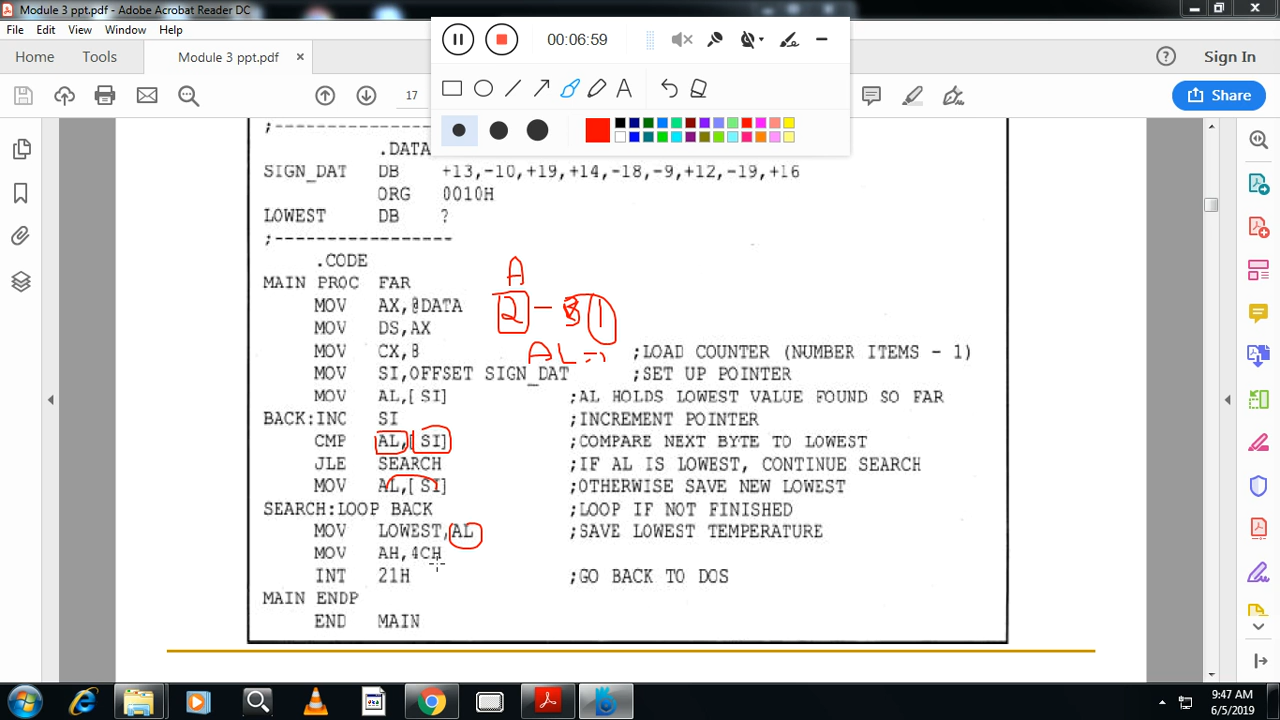 Module 3 ppt.pdf - Adobe Acrobat Reader DC
File Edit View Window Help
00:06:59
Home Tools Module 3 ppt.pdf × Sign In
17 Share
;--------------------
.DATA
SIGN_DAT DB +13,-10,+19,+14,-18,-9,+12,-19,+16
ORG 0010H
LOWEST DB ?
;------------------
.CODE
MAIN PROC FAR
A
MOV AX,@DATA
2 - 1
MOV DS,AX
AL
MOV CX,8 ;LOAD COUNTER (NUMBER ITEMS - 1)
MOV SI,OFFSET SIGN_DAT ;SET UP POINTER
MOV AL,[SI] ;AL HOLDS LOWEST VALUE FOUND SO FAR
BACK:INC SI ;INCREMENT POINTER
CMP AL,[SI] ;COMPARE NEXT BYTE TO LOWEST
JLE SEARCH ;IF AL IS LOWEST, CONTINUE SEARCH
MOV AL,[SI] ;OTHERWISE SAVE NEW LOWEST
SEARCH:LOOP BACK ;LOOP IF NOT FINISHED
MOV LOWEST,AL ;SAVE LOWEST TEMPERATURE
MOV AH,4CH
INT 21H ;GO BACK TO DOS
MAIN ENDP
END MAIN
9:47 AM
6/5/2019